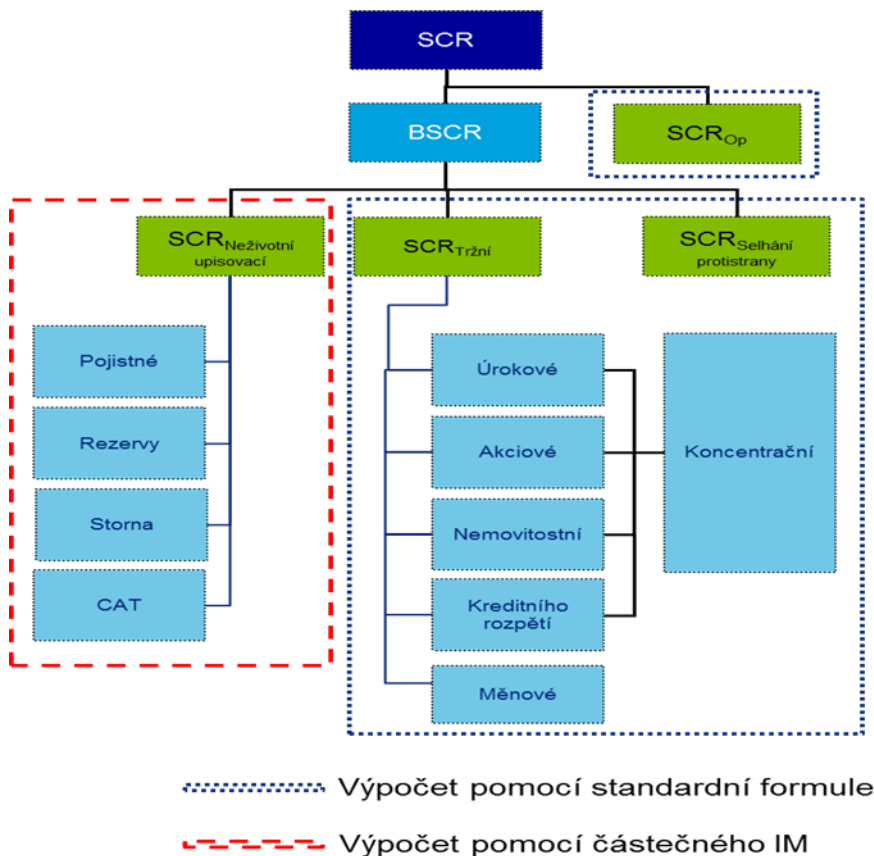 SCR
BSCR
SCROp
SCRNeživotní
upisovací
SCRTržní
SCRSelhání
protistrany
Pojistné
Rezervy
Storna
CAT
Úrokové
Akciové
Nemovitostní
Kreditního
rozpětí
Měnové
Koncentrační
Výpočet pomocí standardní formule
Výpočet pomocí částečného IM